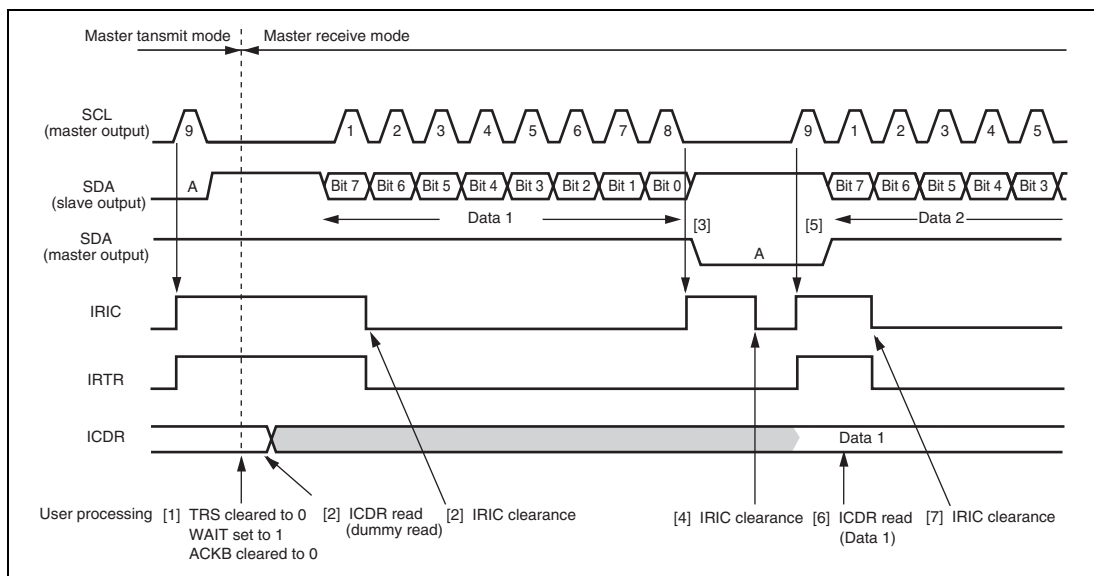 Master transmit mode Master receive mode
SCL
(master output)
9 1 2 3 4 5 6 7 8 9 1 2 3 4 5
SDA
(slave output)
A Bit 7 Bit 6 Bit 5 Bit 4 Bit 3 Bit 2 Bit 1 Bit 0 Bit 7 Bit 6 Bit 5 Bit 4 Bit 3
Data 1 [3] [5] Data 2
SDA
(master output)
A
IRIC
IRTR
ICDR
Data 1
User processing [1] TRS cleared to 0
WAIT set to 1
ACKB cleared to 0
[2] ICDR read
(dummy read)
[2] IRIC clearance
[4] IRIC clearance
[6] ICDR read
(Data 1)
[7] IRIC clearance